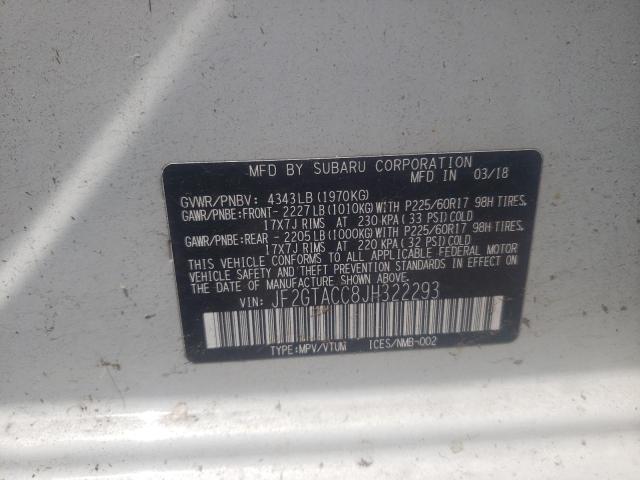 MFD BY SUBARU CORPORATION
MFD IN 03/18
GVWR/PNBV: 4343LB (1970KG)
GAWR/PNBE:FRONT- 2227LB (1010KG)WITH P225/60R17 98H TIRES,
17X7J RIMS AT 230 KPA (33 PSI)COLD
GAWR/PNBE:REAR - 2205LB (1000KG)WITH P225/60R17 98H TIRES,
17X7J RIMS AT 220 KPA (32 PSI)COLD
THIS VEHICLE CONFORMS TO ALL APPLICABLE FEDERAL MOTOR
VEHICLE SAFETY AND BUMPER STANDARDS IN EFFECT ON
THE DATE OF MANUFACTURE SHOWN ABOVE.
VIN: JF2GTACC8JH322293
TYPE:MPV/VTUM ICES/NMB-002